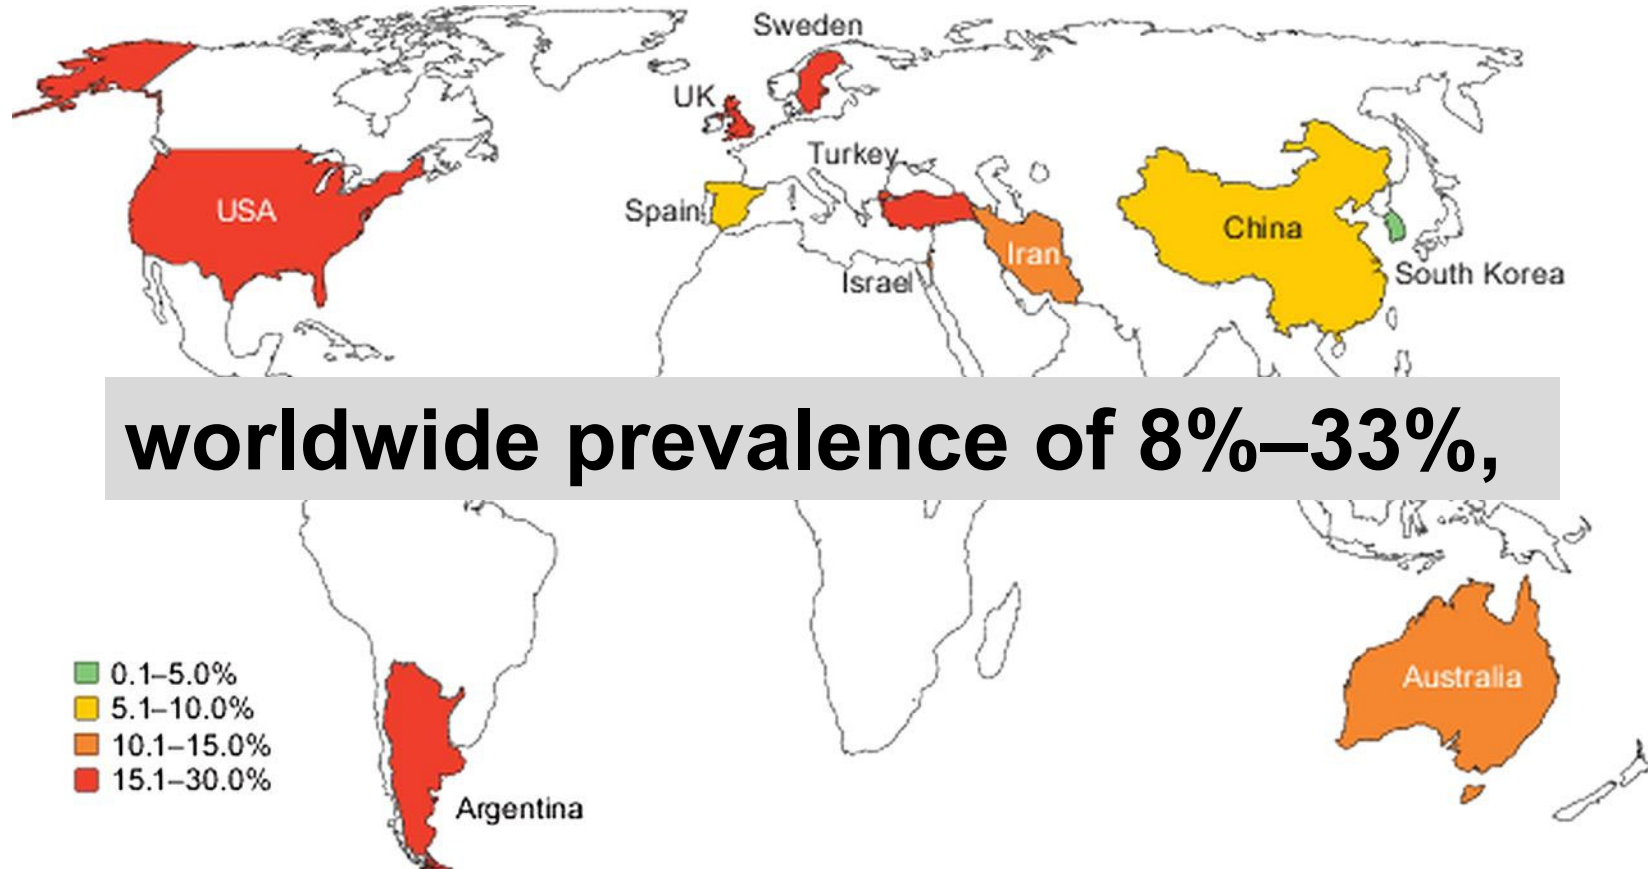 Sweden
UK
Turkey
USA
Spain
China
Iran
Israel
South Korea
worldwide prevalence of 8%–33%,
0.1–5.0%
5.1–10.0%
10.1–15.0%
15.1–30.0%
Australia
Argentina